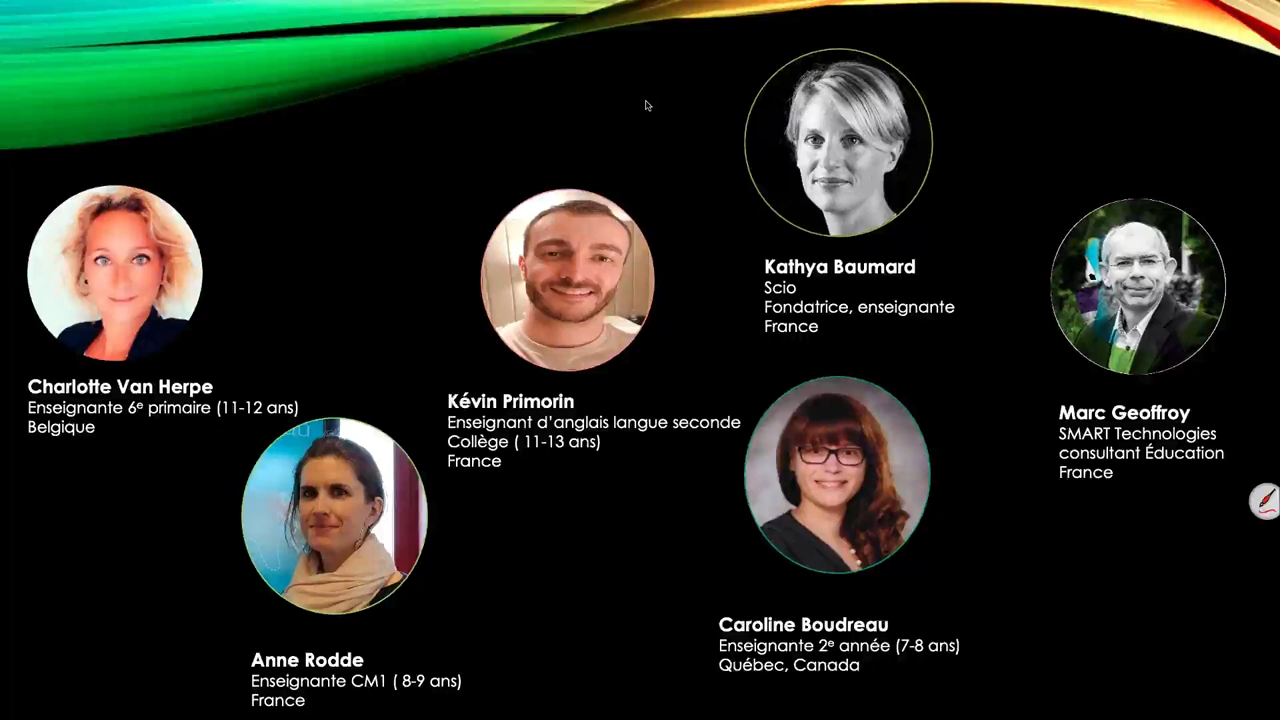 Kathya Baumard
Scio
Fondatrice, enseignante
France
Charlotte Van Herpe
Enseignante 6e primaire (11-12 ans)
Belgique
Kévin Primorin
Enseignant d'anglais langue seconde
Collège ( 11-13 ans)
France
Marc Geoffroy
SMART Technologies
consultant Éducation
France
Anne Rodde
Enseignante CM1 ( 8-9 ans)
France
Caroline Boudreau
Enseignante 2e année (7-8 ans)
Québec, Canada